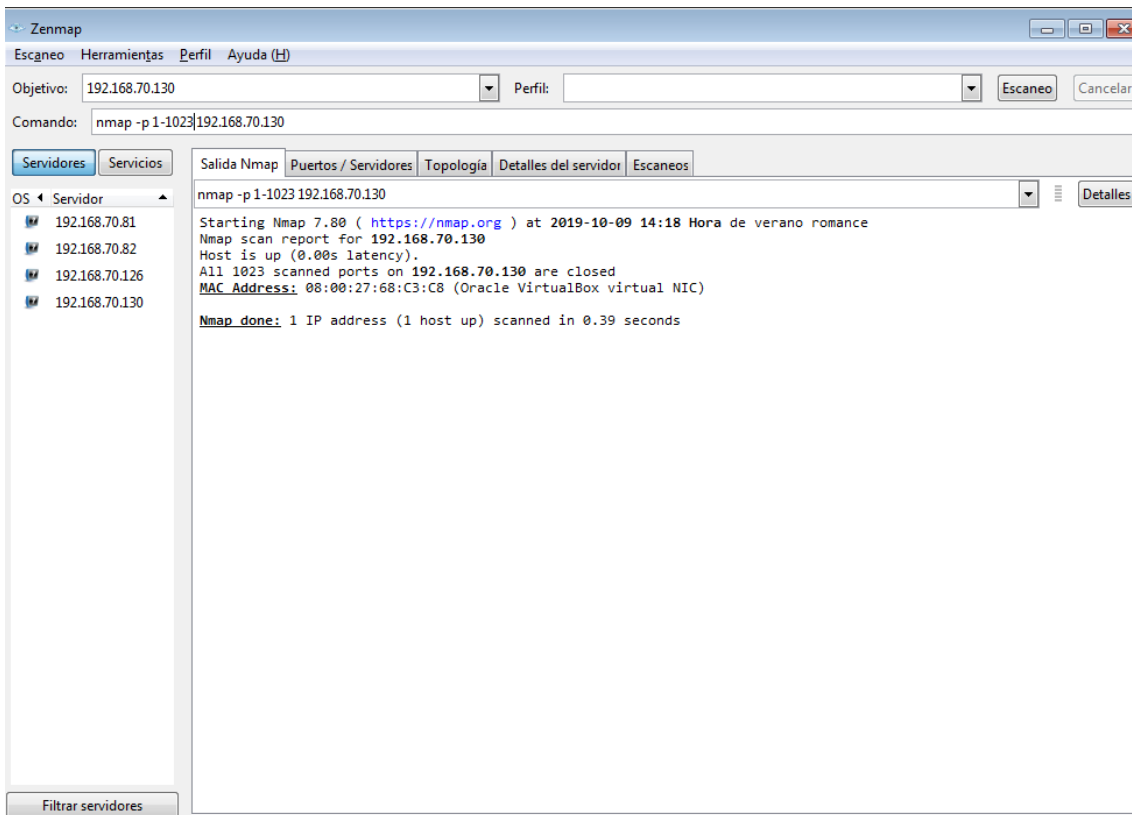 Zenmap
Escaneo Herramientas Perfil Ayuda (H)
Objetivo: 192.168.70.130 Perfil: Escaneo Cancelar
Comando: nmap -p 1-1023 192.168.70.130
Servidores Servicios Salida Nmap Puertos / Servidores Topología Detalles del servidor Escaneos
OS Servidor nmap -p 1-1023 192.168.70.130 Detalles
192.168.70.81
192.168.70.82
192.168.70.126
192.168.70.130
Starting Nmap 7.80 ( https://nmap.org ) at 2019-10-09 14:18 Hora de verano romance
Nmap scan report for 192.168.70.130
Host is up (0.00s latency).
All 1023 scanned ports on 192.168.70.130 are closed
MAC Address: 08:00:27:68:C3:C8 (Oracle VirtualBox virtual NIC)
Nmap done: 1 IP address (1 host up) scanned in 0.39 seconds
Filtrar servidores